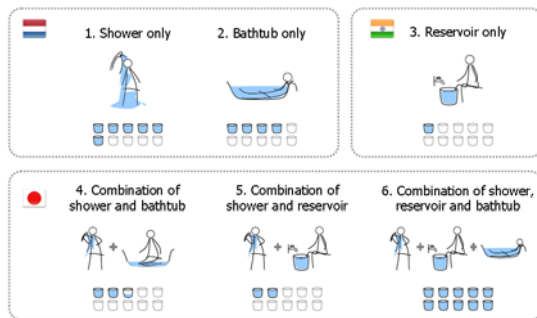 1. Shower only
2. Bathtub only
3. Reservoir only
4. Combination of
shower and bathtub
5. Combination of
shower and reservoir
6. Combination of shower,
reservoir and bathtub